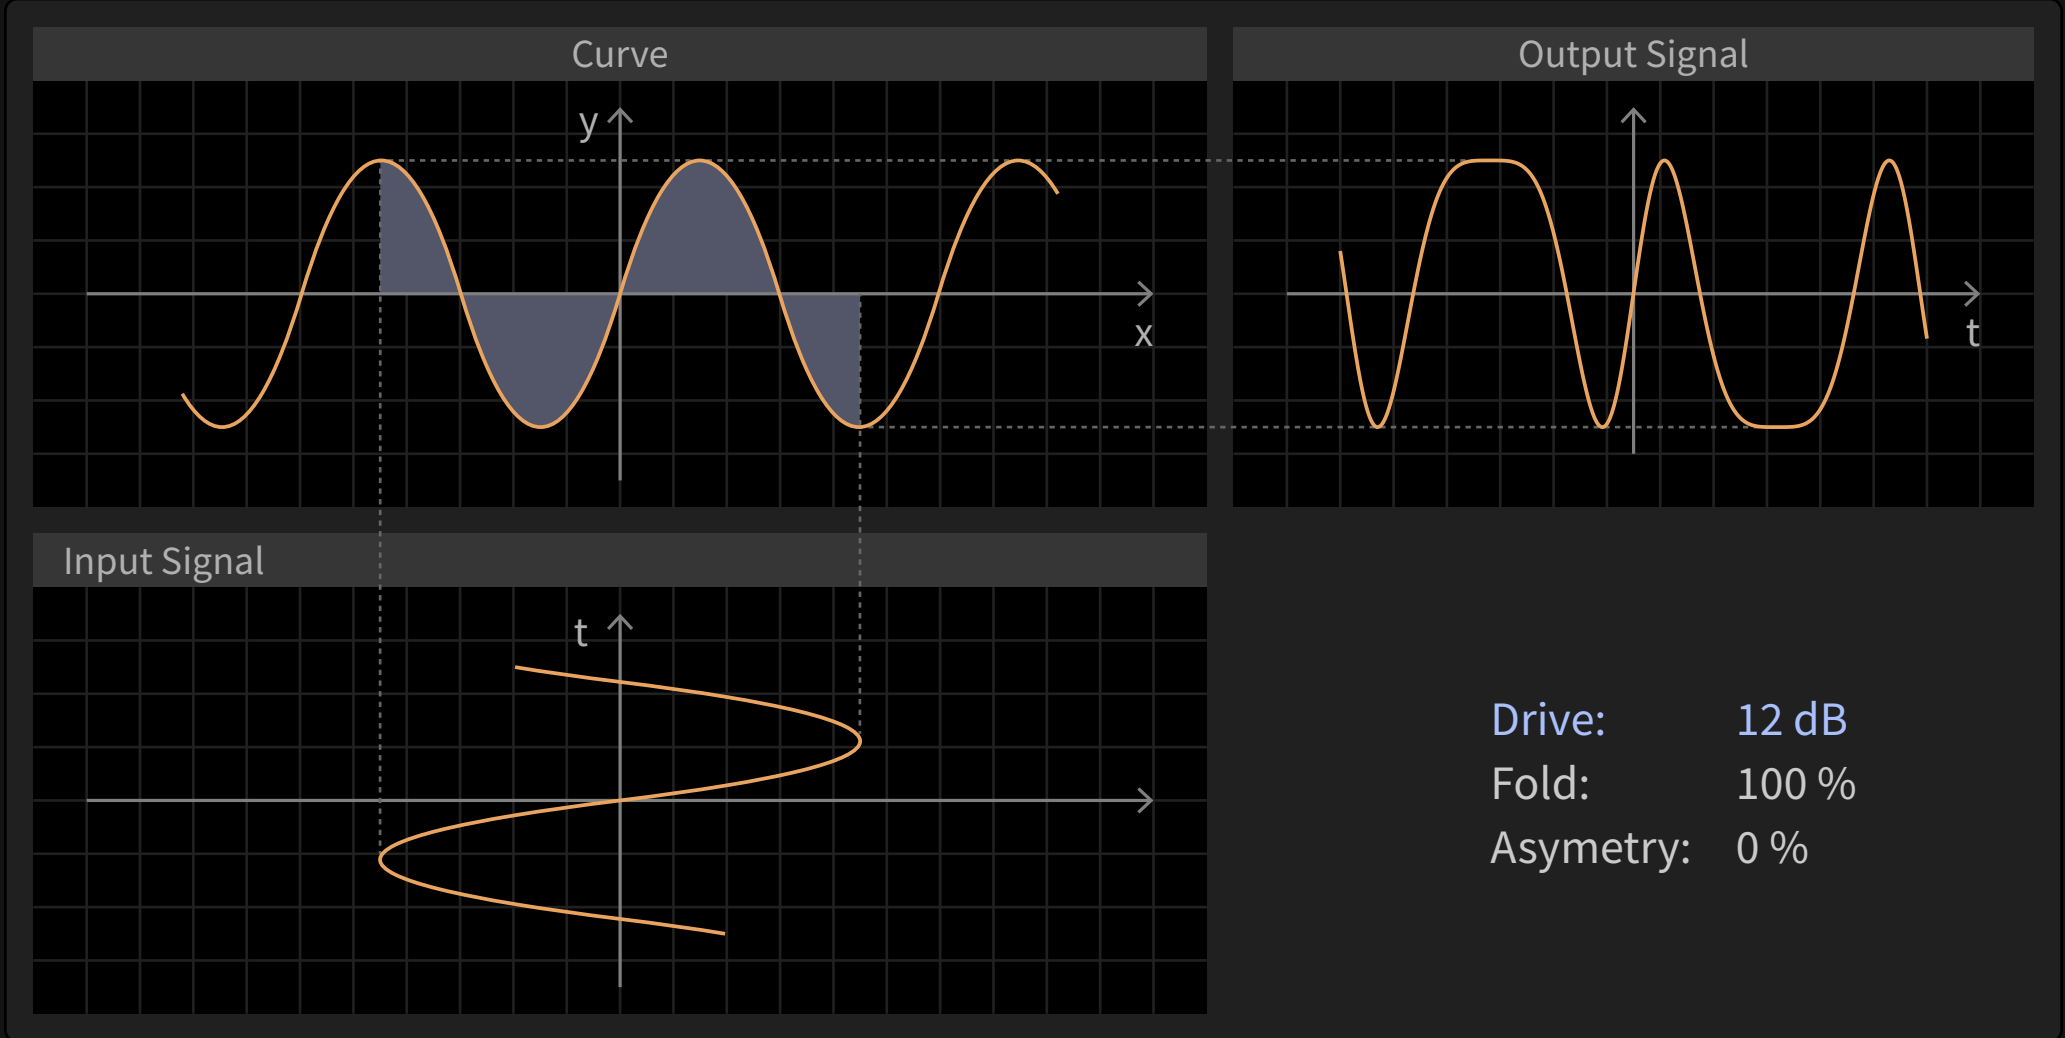 Curve
y
x
Output Signal
t
Input Signal
t
Drive: 12 dB
Fold: 100 %
Asymetry: 0 %